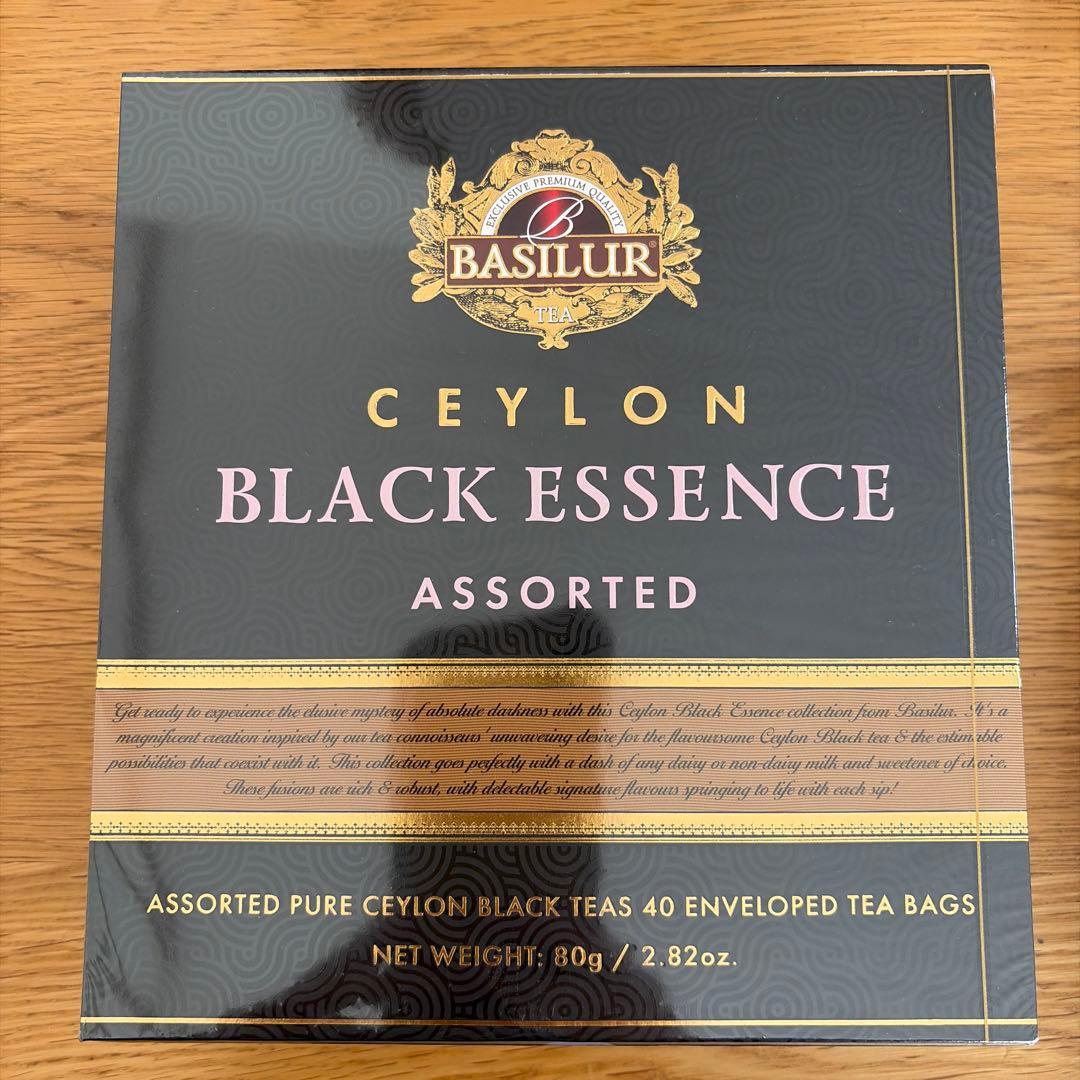 EXCLUSIVE PREMIUM QUALITY
B
BASILUR®
TEA
CEYLON
BLACK ESSENCE
ASSORTED
Get ready to experience the elusive mystery of absolute darkness with this Ceylon Black Essence collection from Basilur. It's a
magnificent creation inspired by our tea connoisseurs' unwavering desire for the flavoursome Ceylon Black tea & the estimable
possibilities that coexist with it. This collection goes perfectly with a dash of any dairy or non-dairy milk and sweetener of choice.
These fusions are rich & robust, with delectable signature flavours springing to life with each sip!
ASSORTED PURE CEYLON BLACK TEAS 40 ENVELOPED TEA BAGS
NET WEIGHT: 80g / 2.82oz.